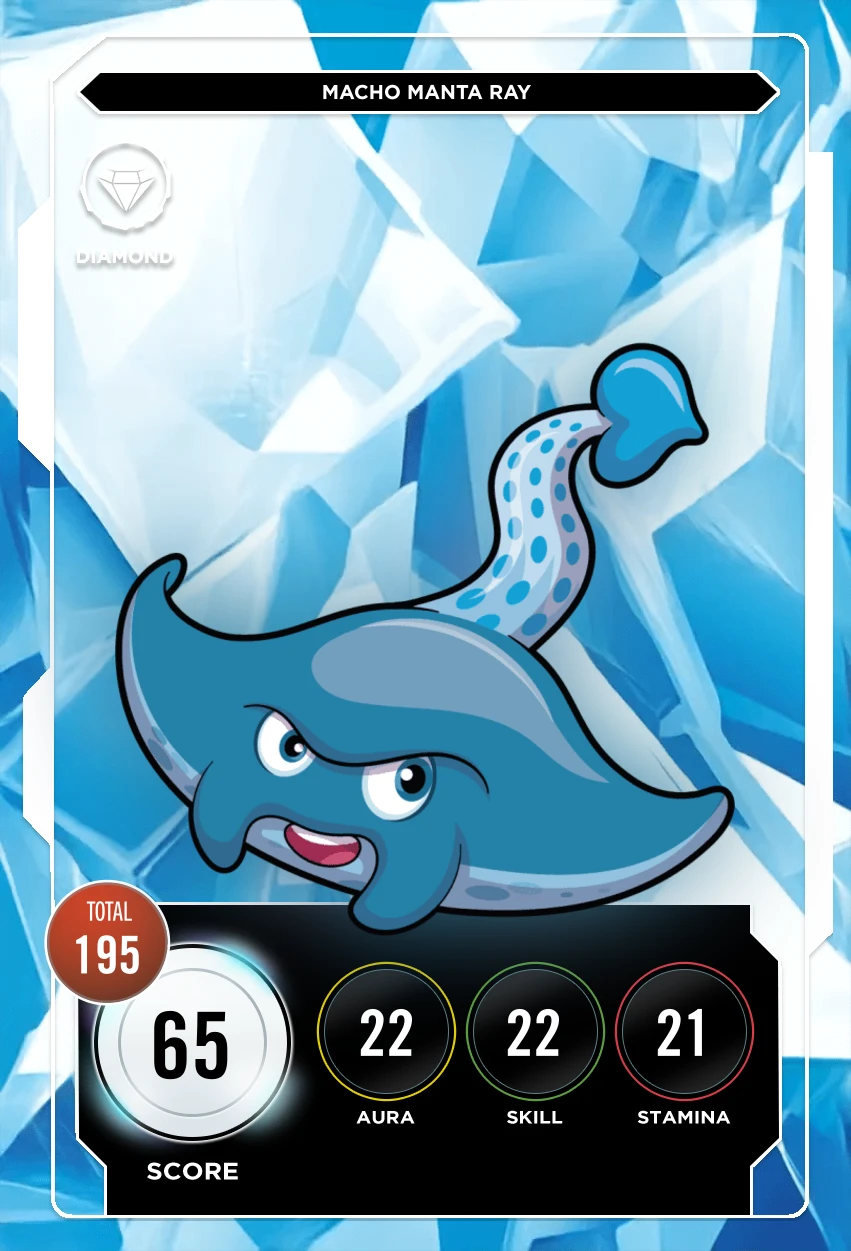 MACHO MANTA RAY
DIAMOND
TOTAL
195
65
SCORE
22
AURA
22
SKILL
21
STAMINA